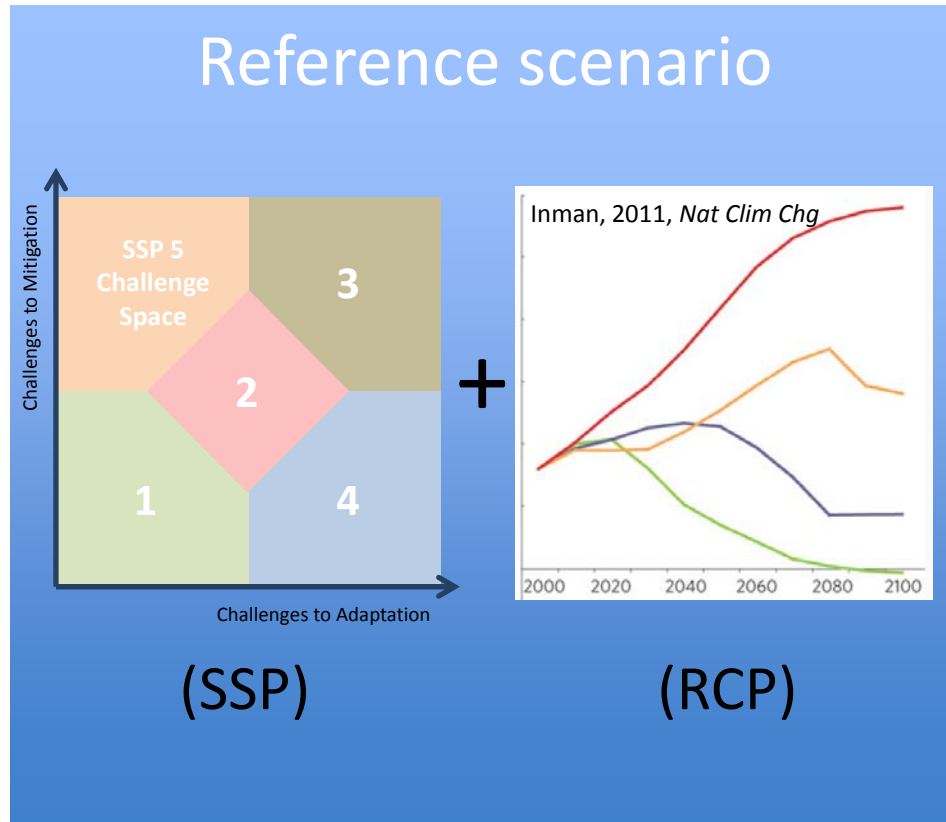 Reference scenario
Challenges to Mitigation
SSP 5
Challenge
Space
3
2
1
4
Challenges to Adaptation
+
Inman, 2011, Nat Clim Chg
2000 2020 2040 2060 2080 2100
(SSP)
(RCP)